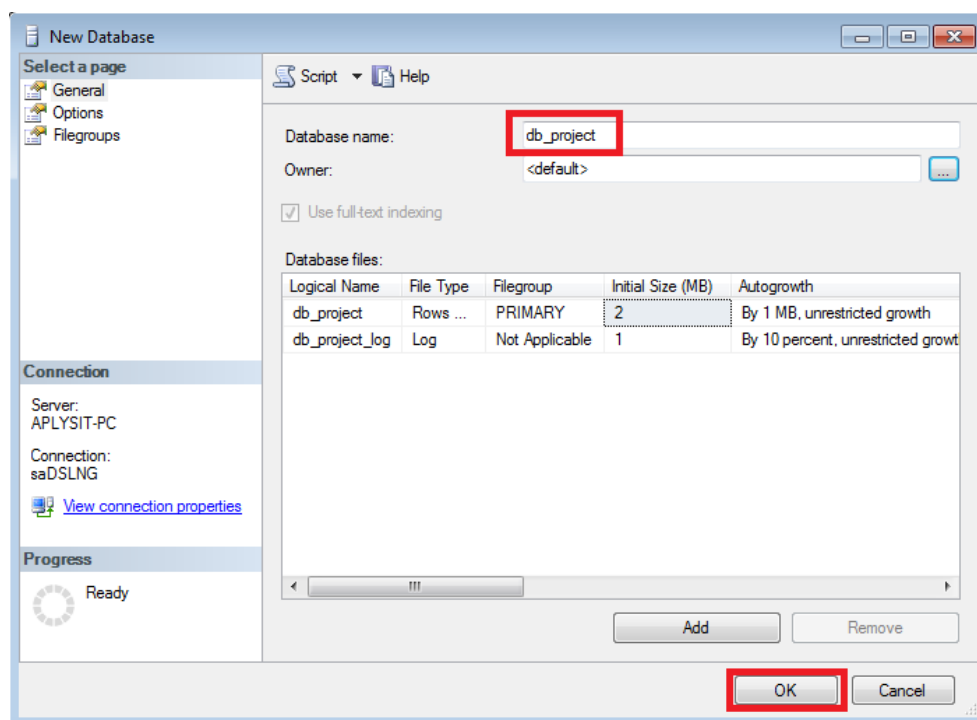 New Database
Select a page
General
Options
Filegroups
Script Help
Database name: db_project
Owner: <default>
...
Use full-text indexing
Database files:
Logical Name File Type Filegroup Initial Size (MB) Autogrowth
db_project Rows ... PRIMARY 2 By 1 MB, unrestricted growth
db_project_log Log Not Applicable 1 By 10 percent, unrestricted growt
Connection
Server:
APLYSIT-PC
Connection:
saDSLNG
View connection properties
Progress
Ready
Add Remove
OK Cancel